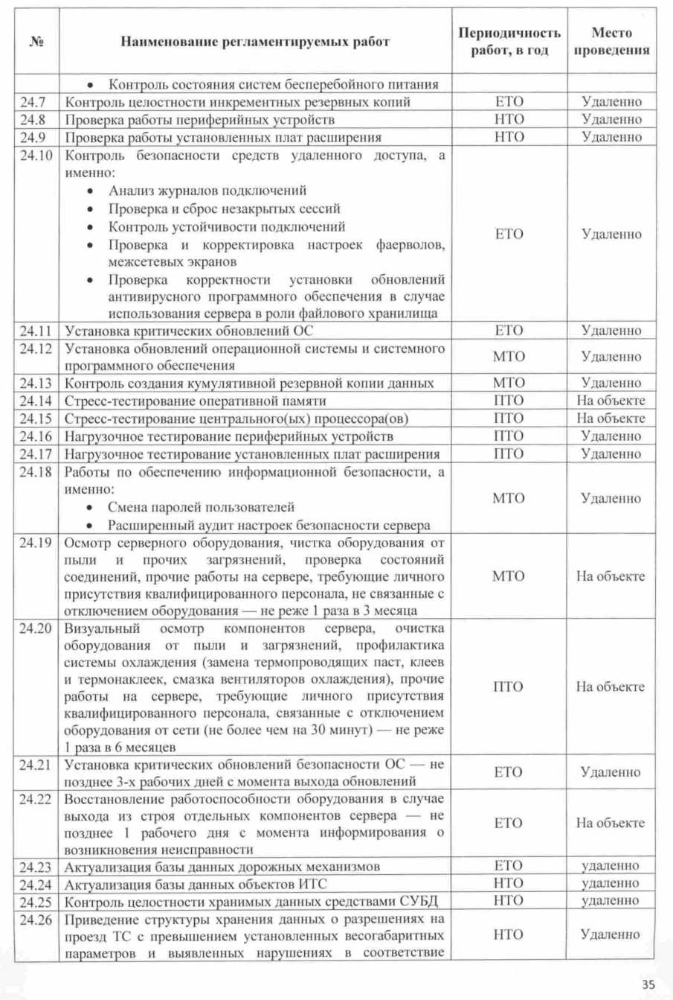 № Наименование регламентируемых работ Периодичность работ, в год Место проведения
• Контроль состояния систем бесперебойного питания
24.7 Контроль целостности инкрементных резервных копий ЕТО Удаленно
24.8 Проверка работы периферийных устройств НТО Удаленно
24.9 Проверка работы установленных плат расширения НТО Удаленно
24.10 Контроль безопасности средств удаленного доступа, а
именно:
• Анализ журналов подключений
• Проверка и сброс незакрытых сессий
• Контроль устойчивости подключений
ЕТО Удаленно
• Проверка и корректировка настроек фаерволов,
межсетевых экранов
• Проверка корректности установки обновлений
антивирусного программного обеспечения в случае
использования сервера в роли файлового хранилища
24.11 Установка критических обновлений ОС ЕТО Удаленно
24.12 Установка обновлений операционной системы и системного
программного обеспечения
МТО Удаленно
24.13 Контроль создания кумулятивной резервной копии данных МТО Удаленно
24.14 Стресс-тестирование оперативной памяти ПТО На объекте
24.15 Стресс-тестирование центрального(ых) процессора(ов) ПТО На объекте
24.16 Нагрузочное тестирование периферийных устройств ПТО Удаленно
24.17 Нагрузочное тестирование установленных плат расширения ПТО Удаленно
24.18 Работы по обеспечению информационной безопасности, а
именно:
• Смена паролей пользователей
• Расширенный аудит настроек безопасности сервера
МТО Удаленно
24.19 Осмотр серверного оборудования, чистка оборудования от
пыли и прочих загрязнений, проверка состояний
соединений, прочие работы на сервере, требующие личного
присутствия квалифицированного персонала, не связанные с
отключением оборудования — не реже 1 раза в 3 месяца
МТО На объекте
24.20 Визуальный осмотр компонентов сервера, очистка
оборудования от пыли и загрязнений, профилактика
системы охлаждения (замена термопроводящих паст, клеев
и термонаклеек, смазка вентиляторов охлаждения), прочие
работы на сервере, требующие личного присутствия
квалифицированного персонала, связанные с отключением
оборудования от сети (не более чем на 30 минут) — не реже
1 раза в 6 месяцев
ПТО На объекте
24.21 Установка критических обновлений безопасности ОС — не
позднее 3-х рабочих дней с момента выхода обновлений
ЕТО Удаленно
24.22 Восстановление работоспособности оборудования в случае
выхода из строя отдельных компонентов сервера — не
позднее 1 рабочего дня с момента информирования о
возникновения неисправности
ЕТО На объекте
24.23 Актуализация базы данных дорожных механизмов ЕТО удаленно
24.24 Актуализация базы данных объектов ИТС НТО удаленно
24.25 Контроль целостности хранимых данных средствами СУБД НТО удаленно
24.26 Приведение структуры хранения данных о разрешениях на
проезд ТС с превышением установленных весогабаритных
параметров и выявленных нарушениях в соответствие
НТО Удаленно
35